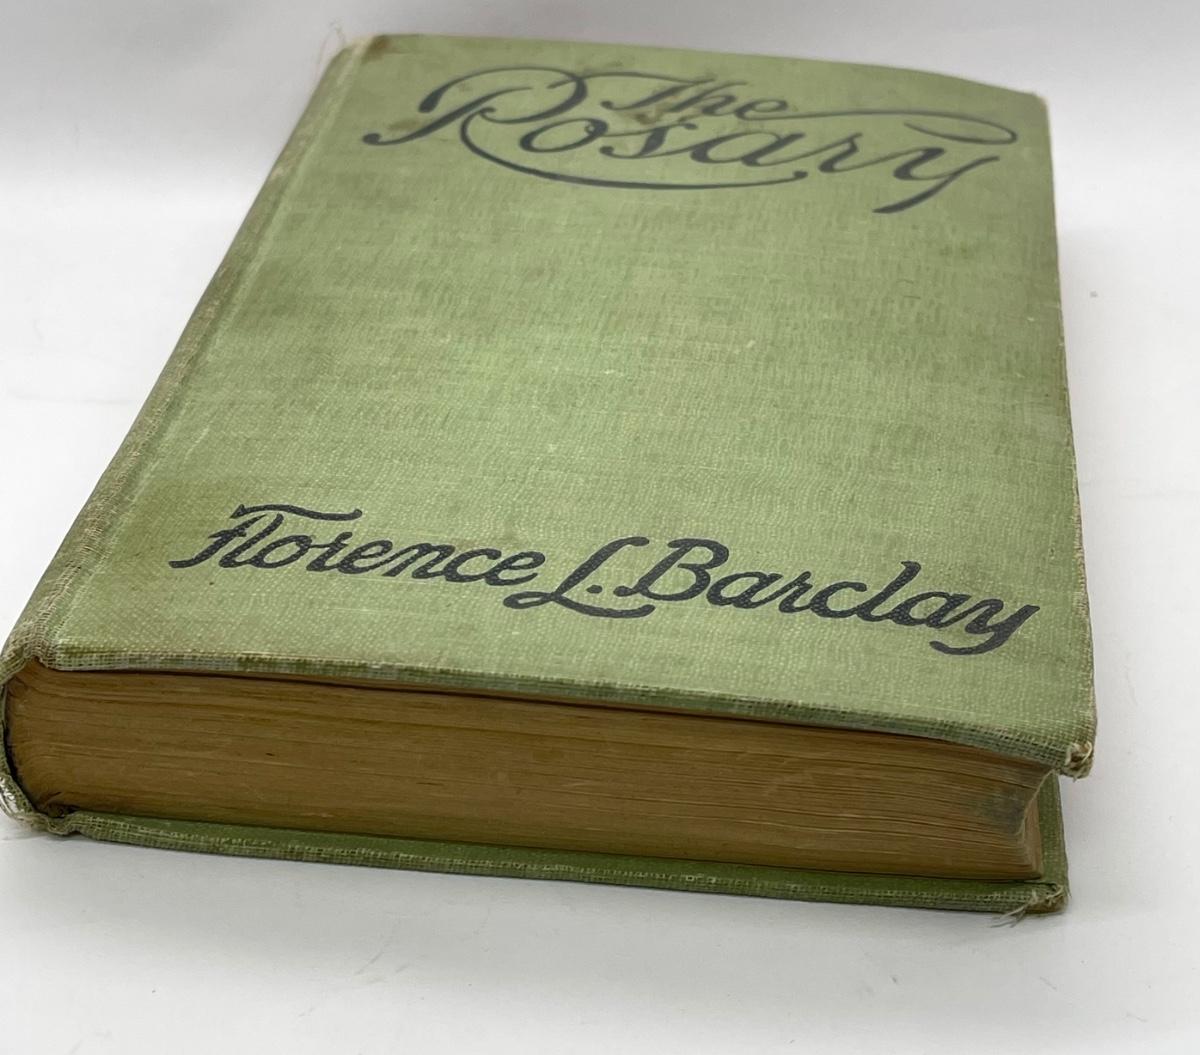 The
Rosary
Florence L. Barclay